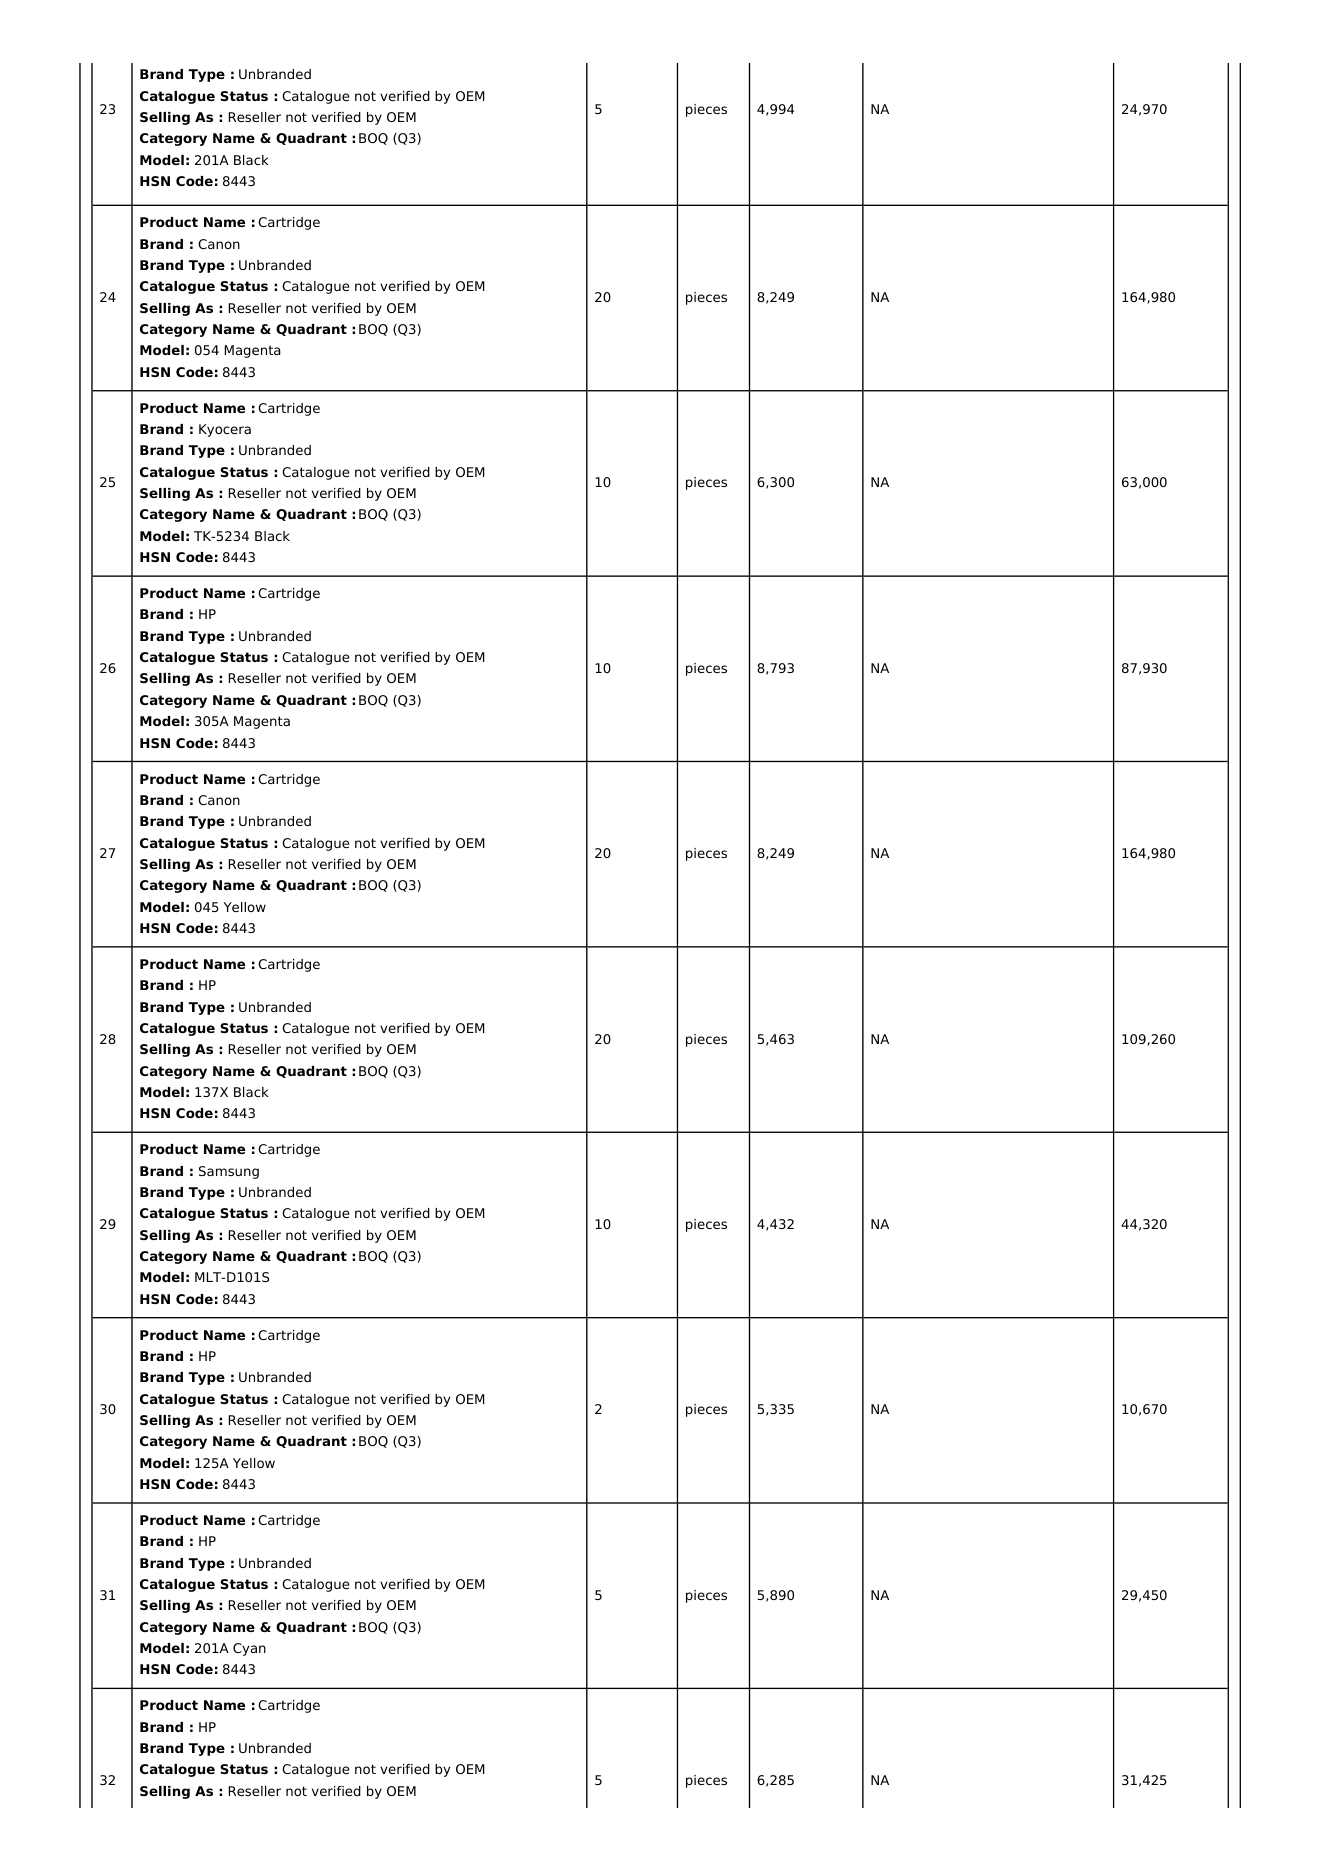 Brand Type : Unbranded
Catalogue Status : Catalogue not verified by OEM
23 5 pieces 4,994 NA 24,970
Selling As : Reseller not verified by OEM
Category Name & Quadrant : BOQ (Q3)
Model: 201A Black
HSN Code: 8443
Product Name : Cartridge
Brand : Canon
Brand Type : Unbranded
Catalogue Status : Catalogue not verified by OEM
24 20 pieces 8,249 NA 164,980
Selling As : Reseller not verified by OEM
Category Name & Quadrant : BOQ (Q3)
Model: 054 Magenta
HSN Code: 8443
Product Name : Cartridge
Brand : Kyocera
Brand Type : Unbranded
Catalogue Status : Catalogue not verified by OEM
25 10 pieces 6,300 NA 63,000
Selling As : Reseller not verified by OEM
Category Name & Quadrant : BOQ (Q3)
Model: TK-5234 Black
HSN Code: 8443
Product Name : Cartridge
Brand : HP
Brand Type : Unbranded
Catalogue Status : Catalogue not verified by OEM
26 10 pieces 8,793 NA 87,930
Selling As : Reseller not verified by OEM
Category Name & Quadrant : BOQ (Q3)
Model: 305A Magenta
HSN Code: 8443
Product Name : Cartridge
Brand : Canon
Brand Type : Unbranded
Catalogue Status : Catalogue not verified by OEM
27 20 pieces 8,249 NA 164,980
Selling As : Reseller not verified by OEM
Category Name & Quadrant : BOQ (Q3)
Model: 045 Yellow
HSN Code: 8443
Product Name : Cartridge
Brand : HP
Brand Type : Unbranded
Catalogue Status : Catalogue not verified by OEM
28 20 pieces 5,463 NA 109,260
Selling As : Reseller not verified by OEM
Category Name & Quadrant : BOQ (Q3)
Model: 137X Black
HSN Code: 8443
Product Name : Cartridge
Brand : Samsung
Brand Type : Unbranded
Catalogue Status : Catalogue not verified by OEM
29 10 pieces 4,432 NA 44,320
Selling As : Reseller not verified by OEM
Category Name & Quadrant : BOQ (Q3)
Model: MLT-D101S
HSN Code: 8443
Product Name : Cartridge
Brand : HP
Brand Type : Unbranded
Catalogue Status : Catalogue not verified by OEM
30 2 pieces 5,335 NA 10,670
Selling As : Reseller not verified by OEM
Category Name & Quadrant : BOQ (Q3)
Model: 125A Yellow
HSN Code: 8443
Product Name : Cartridge
Brand : HP
Brand Type : Unbranded
Catalogue Status : Catalogue not verified by OEM
31 5 pieces 5,890 NA 29,450
Selling As : Reseller not verified by OEM
Category Name & Quadrant : BOQ (Q3)
Model: 201A Cyan
HSN Code: 8443
Product Name : Cartridge
Brand : HP
Brand Type : Unbranded
Catalogue Status : Catalogue not verified by OEM
32 5 pieces 6,285 NA 31,425
Selling As : Reseller not verified by OEM